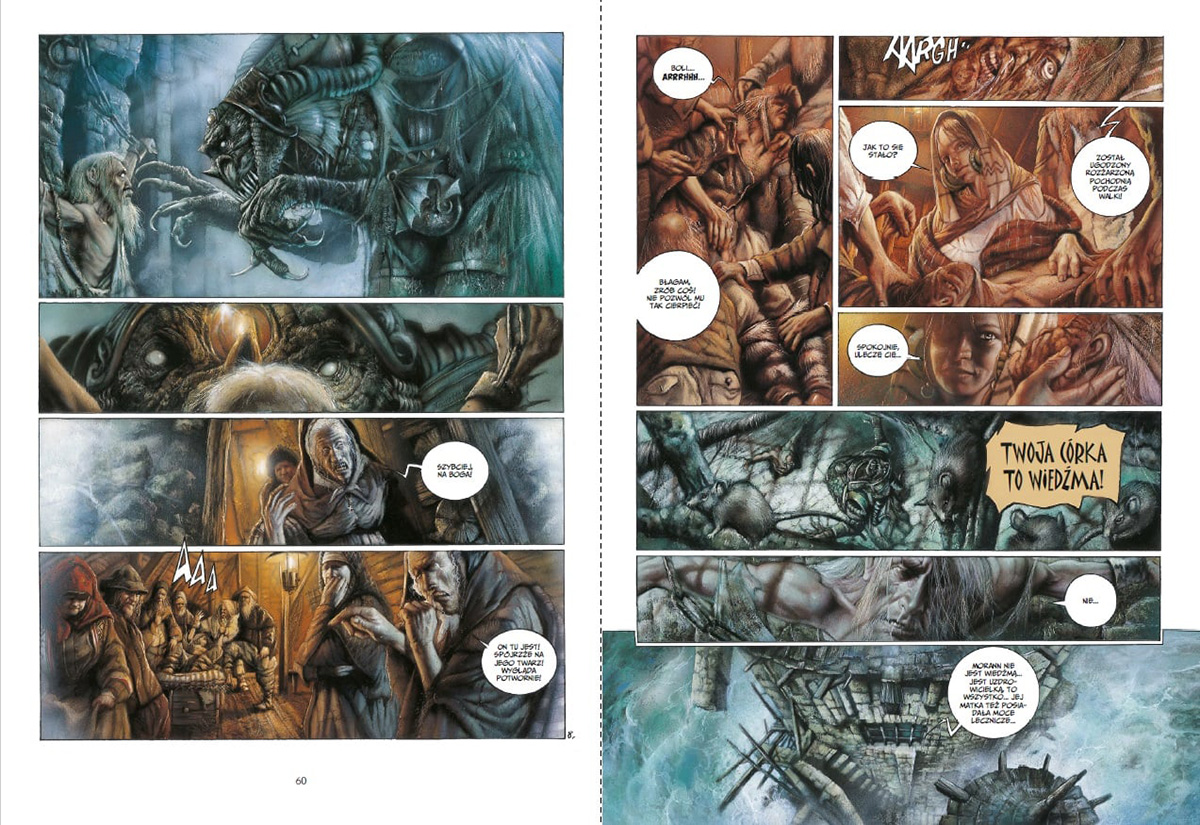 SZYBCIEJ,
NA BOGA!
AAA
ON TU JEST!
SPÓJRZŻE NA
JEGO TWARZ!
WYGLĄDA
POTWORNIE!
8.
60
BOLI...
ARRRHHH...
AARGH..
JAK TO SIĘ
STAŁO?
ZOSTAŁ
UGODZONY
ROZŻARZONĄ
POCHODNIĄ
PODCZAS
WALKI!
BŁAGAM,
ZRÓB COŚ!
NIE POZWÓL MU
TAK CIERPIEĆ!
SPOKOJNIE,
ULECZĘ CIĘ...
TWOJA CÓRKA
TO WIEDŹMA!
NIE...
MORANN NIE
JEST WIEDŹMĄ...
JEST UZDRO-
WICIELKĄ, TO
WSZYSTKO... JEJ
MATKA TEŻ POSIA-
DAŁA MOCE
LECZNICZE...